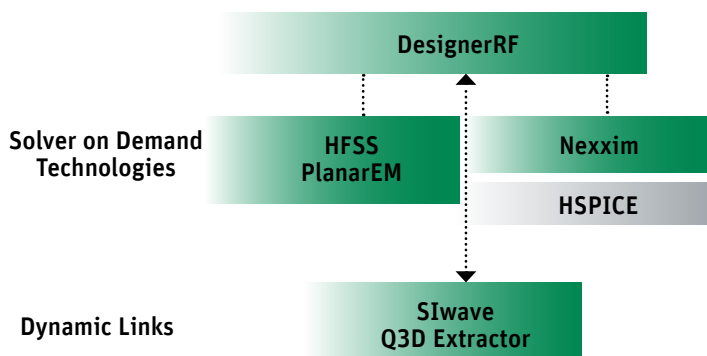 DesignerRF
Solver on Demand
Technologies
HFSS
PlanarEM
Nexxim
HSPICE
Dynamic Links
SIwave
Q3D Extractor